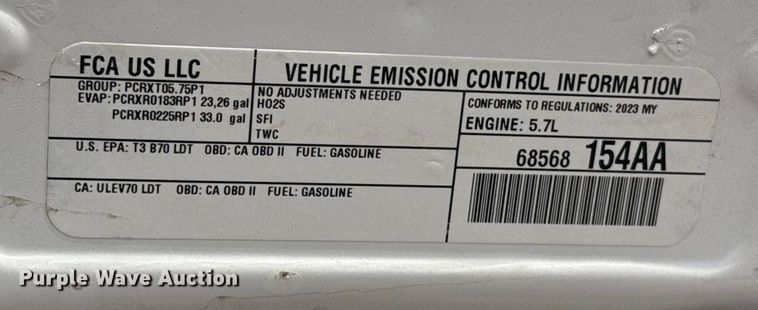 FCA US LLC
GROUP: PCRXT05.75P1
EVAP: PCRXR0183RP1 23,26 gal
PCRXR0225RP1 33.0 gal
VEHICLE EMISSION CONTROL INFORMATION
NO ADJUSTMENTS NEEDED
HO2S
SFI
TWC
CONFORMS TO REGULATIONS: 2023 MY
ENGINE: 5.7L
U.S. EPA: T3 B70 LDT OBD: CA OBD II FUEL: GASOLINE
CA: ULEV70 LDT OBD: CA OBD II FUEL: GASOLINE
68568 154AA
Purple Wave Auction